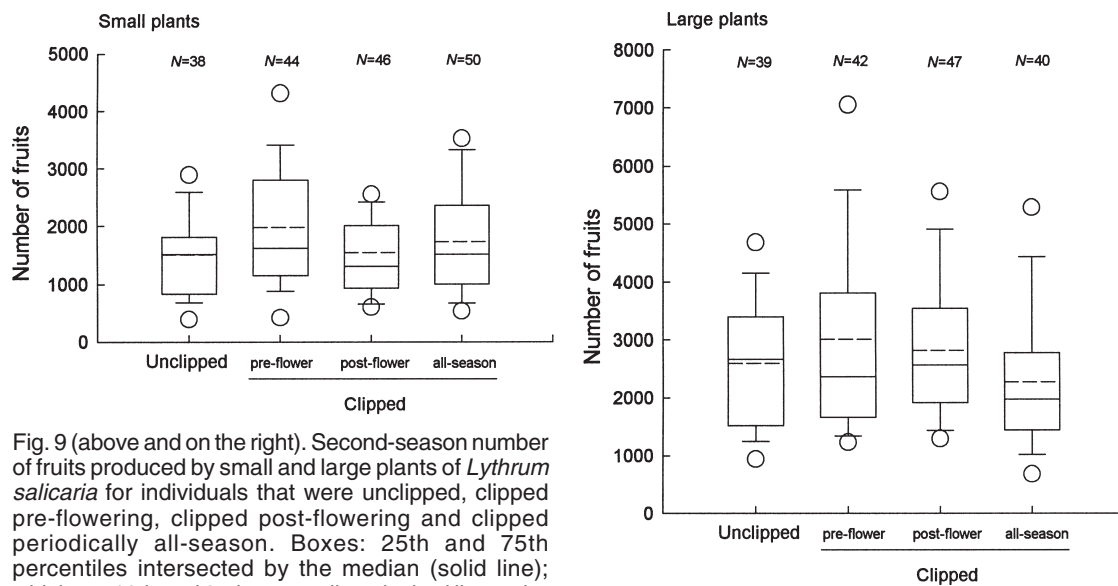 Small plants
5000
4000
3000
2000
1000
0
Number of fruits
N=38 N=44 N=46 N=50
Unclipped pre-flower post-flower all-season
Clipped
Large plants
8000
7000
6000
5000
4000
3000
2000
1000
0
Number of fruits
N=39 N=42 N=47 N=40
Unclipped pre-flower post-flower all-season
Clipped
Fig. 9 (above and on the right). Second-season number
of fruits produced by small and large plants of Lythrum
salicaria for individuals that were unclipped, clipped
pre-flowering, clipped post-flowering and clipped
periodically all-season. Boxes: 25th and 75th
percentiles intersected by the median (solid line);